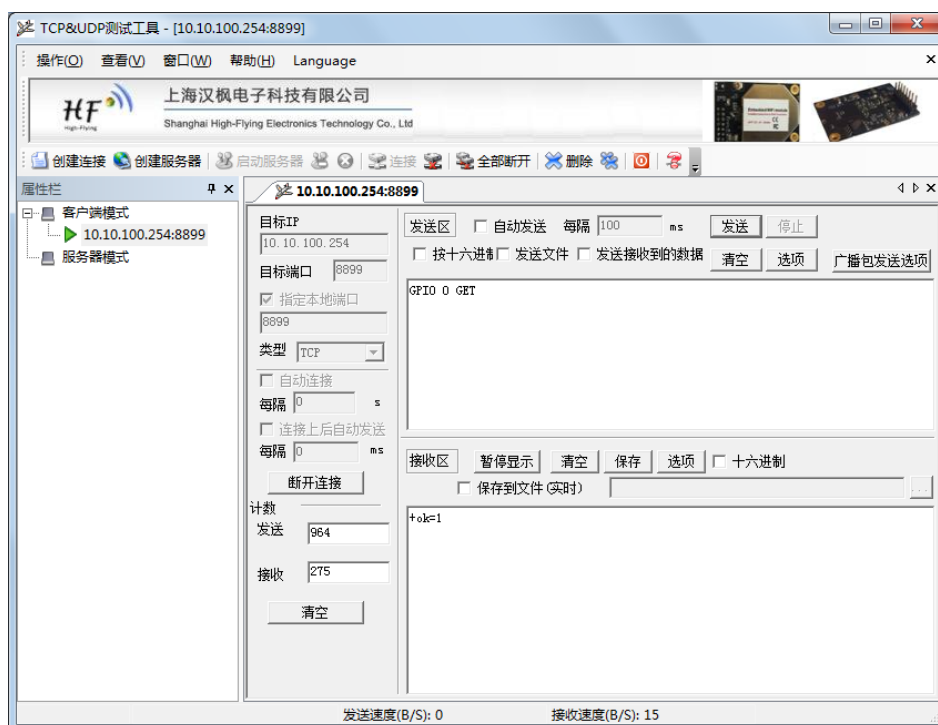 TCP&UDP测试工具 - [10.10.100.254:8899]
操作(O) 查看(V) 窗口(W) 帮助(H) Language
HF
High-Flying
上海汉枫电子科技有限公司
Shanghai High-Flying Electronics Technology Co., Ltd
创建连接 创建服务器 启动服务器 连接 全部断开 删除
属性栏
10.10.100.254:8899
客户端模式
10.10.100.254:8899
服务器模式
目标IP
10. 10. 100. 254
目标端口 8899
指定本地端口
8899
类型 TCP
自动连接
每隔 0 s
连接上后自动发送
每隔 0 ms
断开连接
计数
发送 964
接收 275
清空
发送区 自动发送 每隔 100 ms 发送 停止
按十六进制 发送文件 发送接收到的数据 清空 选项 广播包发送选项
GPIO 0 GET
接收区 暂停显示 清空 保存 选项 十六进制
保存到文件(实时) ...
+ok=1
发送速度(B/S): 0 接收速度(B/S): 15